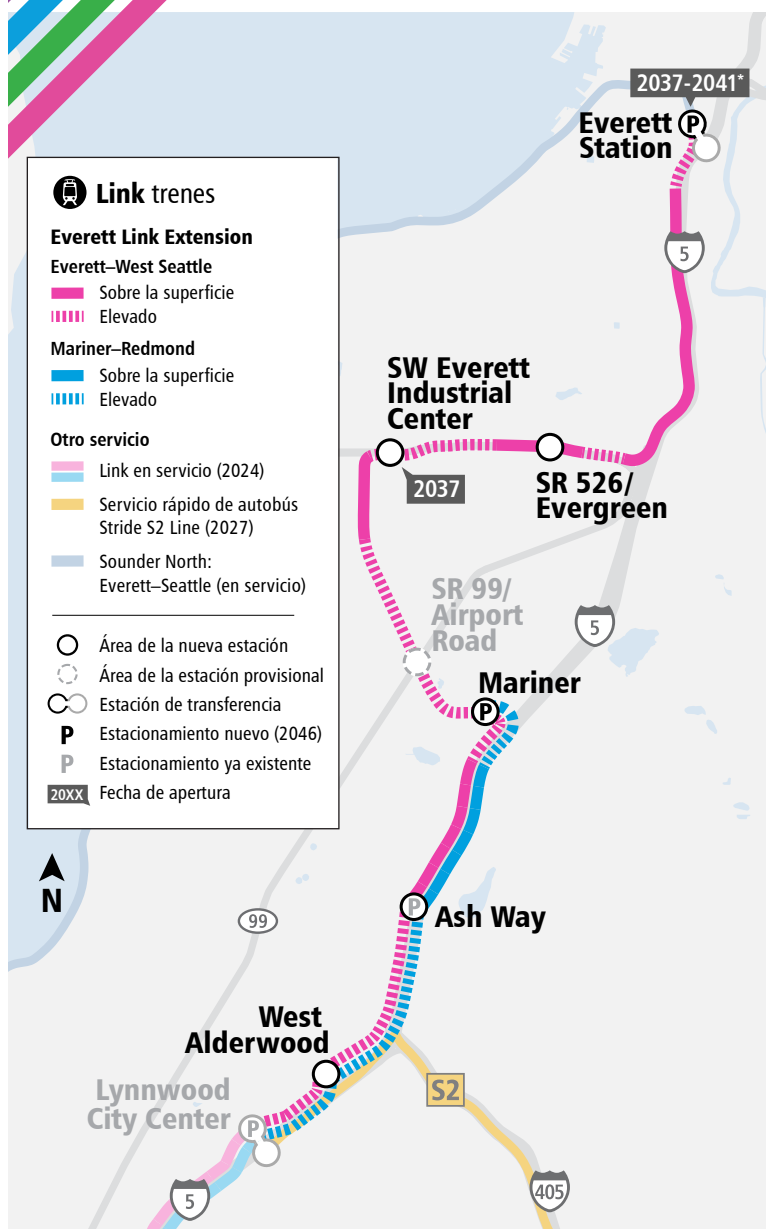 2037-2041*
Everett
Station
P
Link trenes
Everett Link Extension
Everett–West Seattle
Sobre la superficie
Elevado
Mariner–Redmond
Sobre la superficie
Elevado
Otro servicio
Link en servicio (2024)
Servicio rápido de autobús
Stride S2 Line (2027)
Sounder North:
Everett–Seattle (en servicio)
Área de la nueva estación
Área de la estación provisional
Estación de transferencia
P Estacionamiento nuevo (2046)
P Estacionamiento ya existente
20XX Fecha de apertura
N
5
SW Everett
Industrial
Center
2037
SR 526/
Evergreen
SR 99/
Airport
Road
5
Mariner
P
P
Ash Way
99
West
Alderwood
S2
Lynnwood
City Center
P
5
405